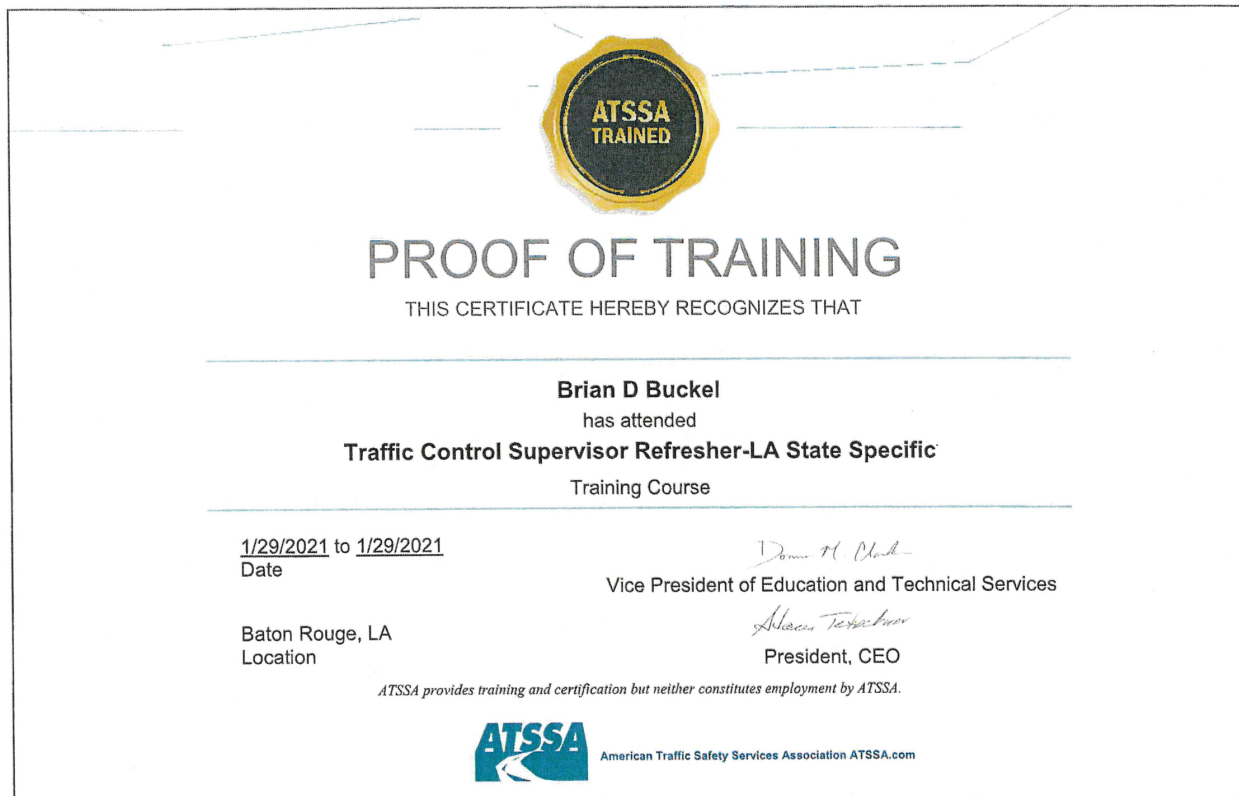 ATSSA
TRAINED
PROOF OF TRAINING
THIS CERTIFICATE HEREBY RECOGNIZES THAT
Brian D Buckel
has attended
Traffic Control Supervisor Refresher-LA State Specific
Training Course
1/29/2021 to 1/29/2021
Date
Donna M. Clark
Vice President of Education and Technical Services
Baton Rouge, LA
Location
President, CEO
ATSSA provides training and certification but neither constitutes employment by ATSSA.
ATSSA
American Traffic Safety Services Association ATSSA.com